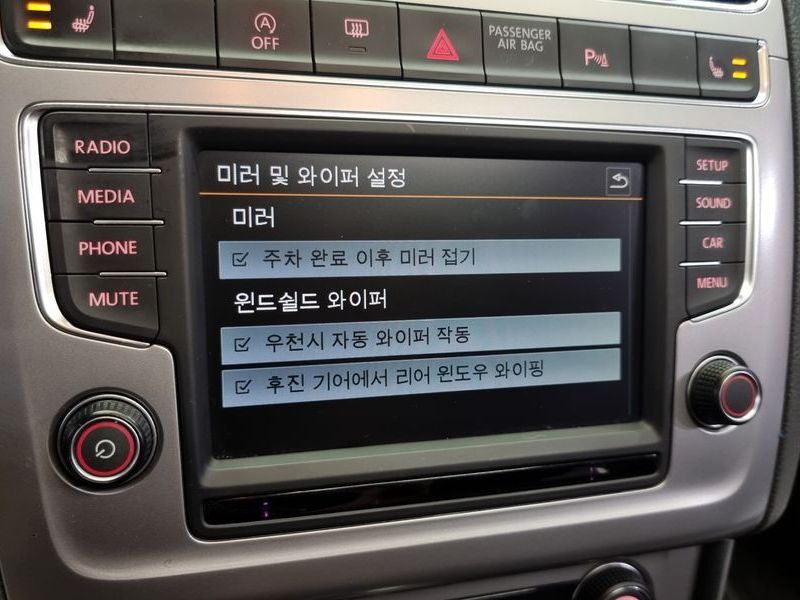 OFF
PASSENGER
AIR BAG
P
RADIO
MEDIA
PHONE
MUTE
미러 및 와이퍼 설정
미러
주차 완료 이후 미러 접기
윈드쉴드 와이퍼
우천시 자동 와이퍼 작동
후진 기어에서 리어 윈도우 와이핑
SETUP
SOUND
CAR
MENU